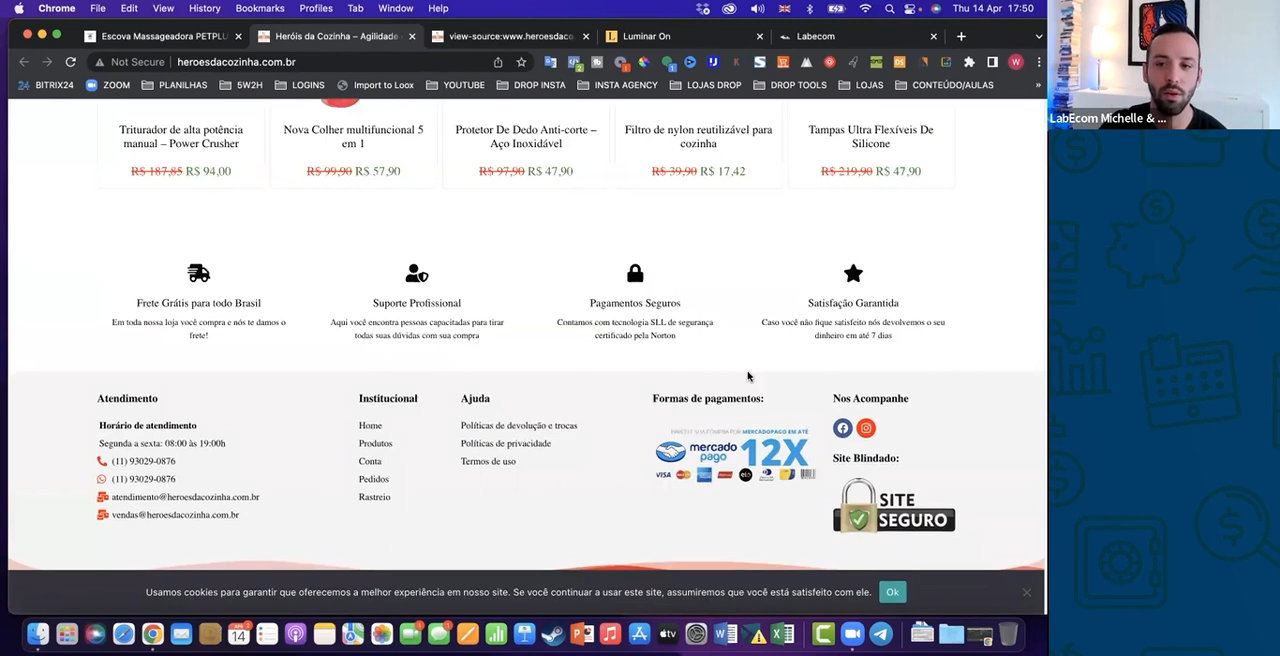 Chrome File Edit View History Bookmarks Profiles Tab Window Help
Thu 14 Apr 17:50
Escova Massageadora PETPLU
Heróis da Cozinha – Agilidade
view-source:www.heroesdaco
Luminar On
Labecom
Not Secure | heroesdacozinha.com.br
BITRIX24 ZOOM PLANILHAS 5W2H LOGINS Import to Loox YOUTUBE DROP INSTA INSTA AGENCY LOJAS DROP DROP TOOLS LOJAS CONTEÚDO/AULAS »
LabEcom Michelle & ...
Triturador de alta potência
manual – Power Crusher
R$ 187,85 R$ 94,00
Nova Colher multifuncional 5
em 1
R$ 99,90 R$ 57,90
Protetor De Dedo Anti-corte –
Aço Inoxidável
R$ 97,90 R$ 47,90
Filtro de nylon reutilizável para
cozinha
R$ 39,90 R$ 17,42
Tampas Ultra Flexíveis De
Silicone
R$ 219,90 R$ 47,90
Frete Grátis para todo Brasil
Em toda nossa loja você compra e nós te damos o
frete!
Suporte Profissional
Aqui você encontra pessoas capacitadas para tirar
todas suas dúvidas com sua compra
Pagamentos Seguros
Contamos com tecnologia SLL de segurança
certificado pela Norton
Satisfação Garantida
Caso você não fique satisfeito nós devolvemos o seu
dinheiro em até 7 dias
Atendimento
Horário de atendimento
Segunda a sexta: 08:00 às 19:00h
(11) 93029-0876
(11) 93029-0876
atendimento@heroesdacozinha.com.br
vendas@heroesdacozinha.com.br
Institucional
Home
Produtos
Conta
Pedidos
Rastreio
Ajuda
Políticas de devolução e trocas
Políticas de privacidade
Termos de uso
Formas de pagamentos:
PARCELE SUA COMPRA POR MERCADOPAGO EM ATÉ
mercado
pago
12X
VISA
elo
Nos Acompanhe
Site Blindado:
SITE
SEGURO
Usamos cookies para garantir que oferecemos a melhor experiência em nosso site. Se você continuar a usar este site, assumiremos que você está satisfeito com ele.
Ok